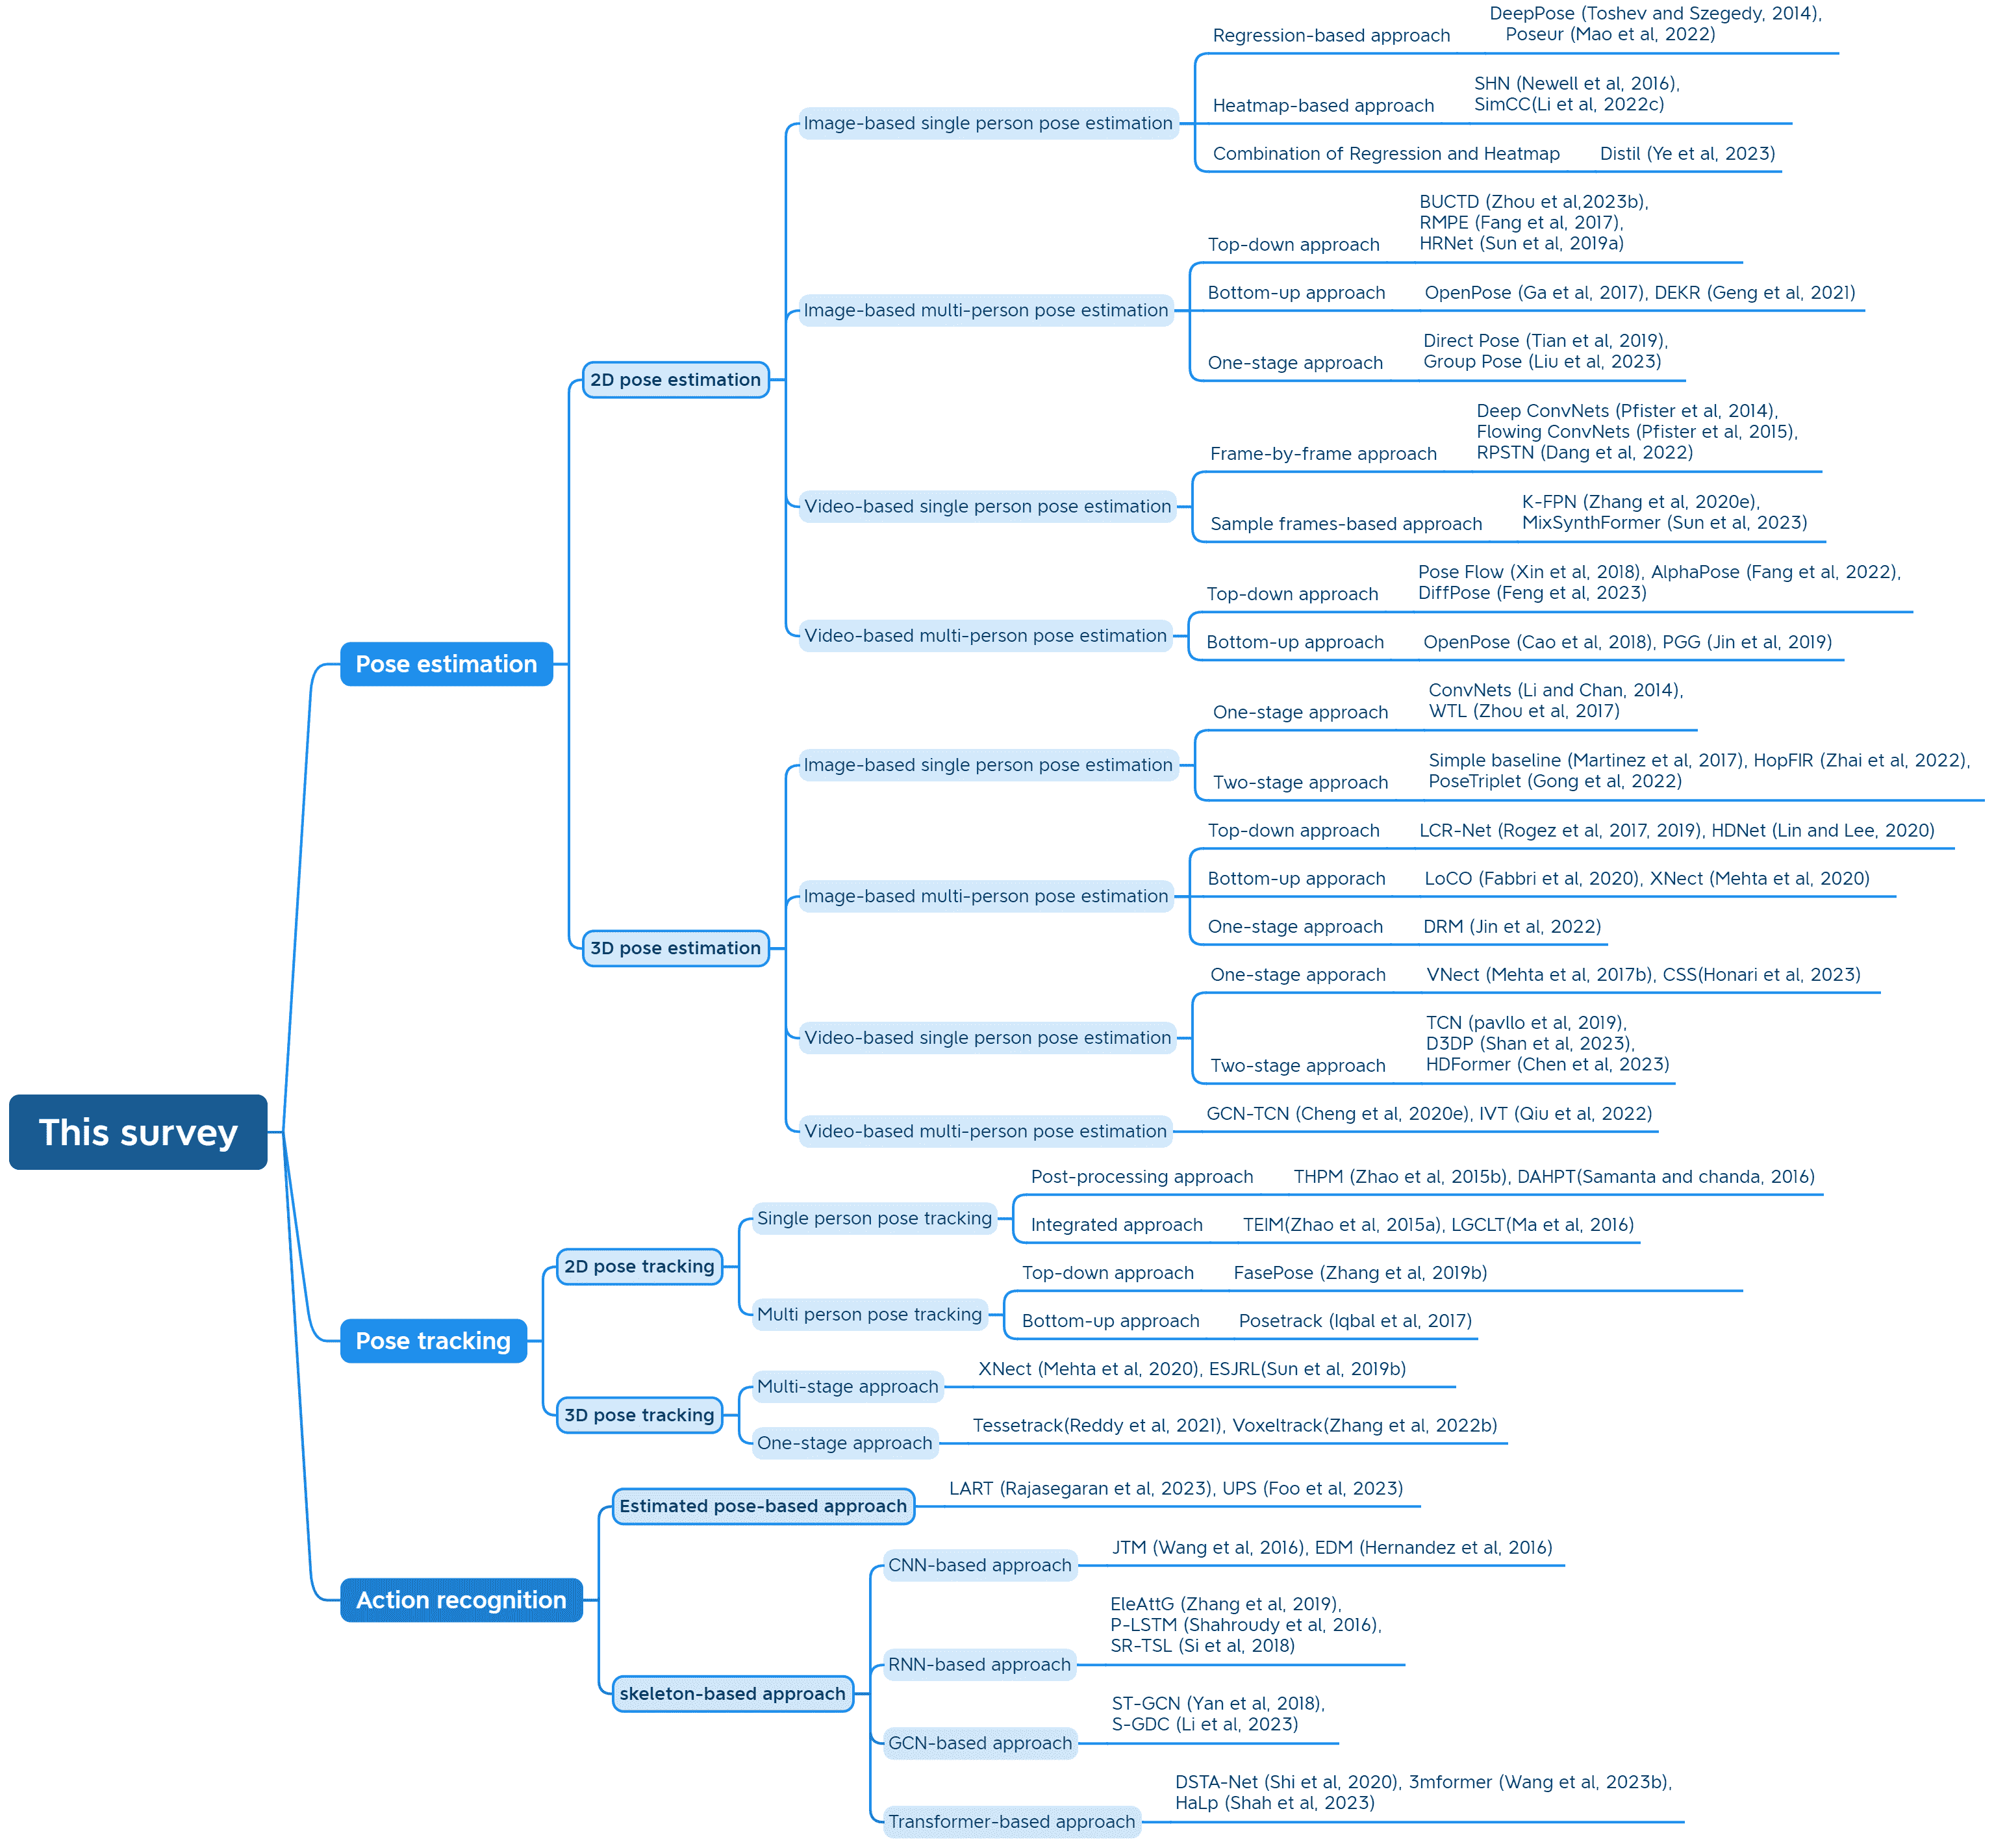 This survey
Pose estimation
2D pose estimation
Image-based single person pose estimation
Regression-based approach
DeepPose (Toshev and Szegedy, 2014),
Poseur (Mao et al, 2022)
Heatmap-based approach
SHN (Newell et al, 2016),
SimCC(Li et al, 2022c)
Combination of Regression and Heatmap
Distil (Ye et al, 2023)
Image-based multi-person pose estimation
Top-down approach
BUCTD (Zhou et al,2023b),
RMPE (Fang et al, 2017),
HRNet (Sun et al, 2019a)
Bottom-up approach
OpenPose (Ga et al, 2017), DEKR (Geng et al, 2021)
One-stage approach
Direct Pose (Tian et al, 2019),
Group Pose (Liu et al, 2023)
Video-based single person pose estimation
Frame-by-frame approach
Deep ConvNets (Pfister et al, 2014),
Flowing ConvNets (Pfister et al, 2015),
RPSTN (Dang et al, 2022)
Sample frames-based approach
K-FPN (Zhang et al, 2020e),
MixSynthFormer (Sun et al, 2023)
Video-based multi-person pose estimation
Top-down approach
Pose Flow (Xin et al, 2018), AlphaPose (Fang et al, 2022),
DiffPose (Feng et al, 2023)
Bottom-up approach
OpenPose (Cao et al, 2018), PGG (Jin et al, 2019)
3D pose estimation
Image-based single person pose estimation
One-stage approach
ConvNets (Li and Chan, 2014),
WTL (Zhou et al, 2017)
Two-stage approach
Simple baseline (Martinez et al, 2017), HopFIR (Zhai et al, 2022),
PoseTriplet (Gong et al, 2022)
Image-based multi-person pose estimation
Top-down approach
LCR-Net (Rogez et al, 2017, 2019), HDNet (Lin and Lee, 2020)
Bottom-up apporach
LoCO (Fabbri et al, 2020), XNect (Mehta et al, 2020)
One-stage approach
DRM (Jin et al, 2022)
Video-based single person pose estimation
One-stage apporach
VNect (Mehta et al, 2017b), CSS(Honari et al, 2023)
Two-stage approach
TCN (pavllo et al, 2019),
D3DP (Shan et al, 2023),
HDFormer (Chen et al, 2023)
Video-based multi-person pose estimation
GCN-TCN (Cheng et al, 2020e), IVT (Qiu et al, 2022)
Pose tracking
2D pose tracking
Single person pose tracking
Post-processing approach
THPM (Zhao et al, 2015b), DAHPT(Samanta and chanda, 2016)
Integrated approach
TEIM(Zhao et al, 2015a), LGCLT(Ma et al, 2016)
Multi person pose tracking
Top-down approach
FasePose (Zhang et al, 2019b)
Bottom-up approach
Posetrack (Iqbal et al, 2017)
3D pose tracking
Multi-stage approach
XNect (Mehta et al, 2020), ESJRL(Sun et al, 2019b)
One-stage approach
Tessetrack(Reddy et al, 2021), Voxeltrack(Zhang et al, 2022b)
Action recognition
Estimated pose-based approach
LART (Rajasegaran et al, 2023), UPS (Foo et al, 2023)
skeleton-based approach
CNN-based approach
JTM (Wang et al, 2016), EDM (Hernandez et al, 2016)
RNN-based approach
EleAttG (Zhang et al, 2019),
P-LSTM (Shahroudy et al, 2016),
SR-TSL (Si et al, 2018)
GCN-based approach
ST-GCN (Yan et al, 2018),
S-GDC (Li et al, 2023)
Transformer-based approach
DSTA-Net (Shi et al, 2020), 3mformer (Wang et al, 2023b),
HaLp (Shah et al, 2023)